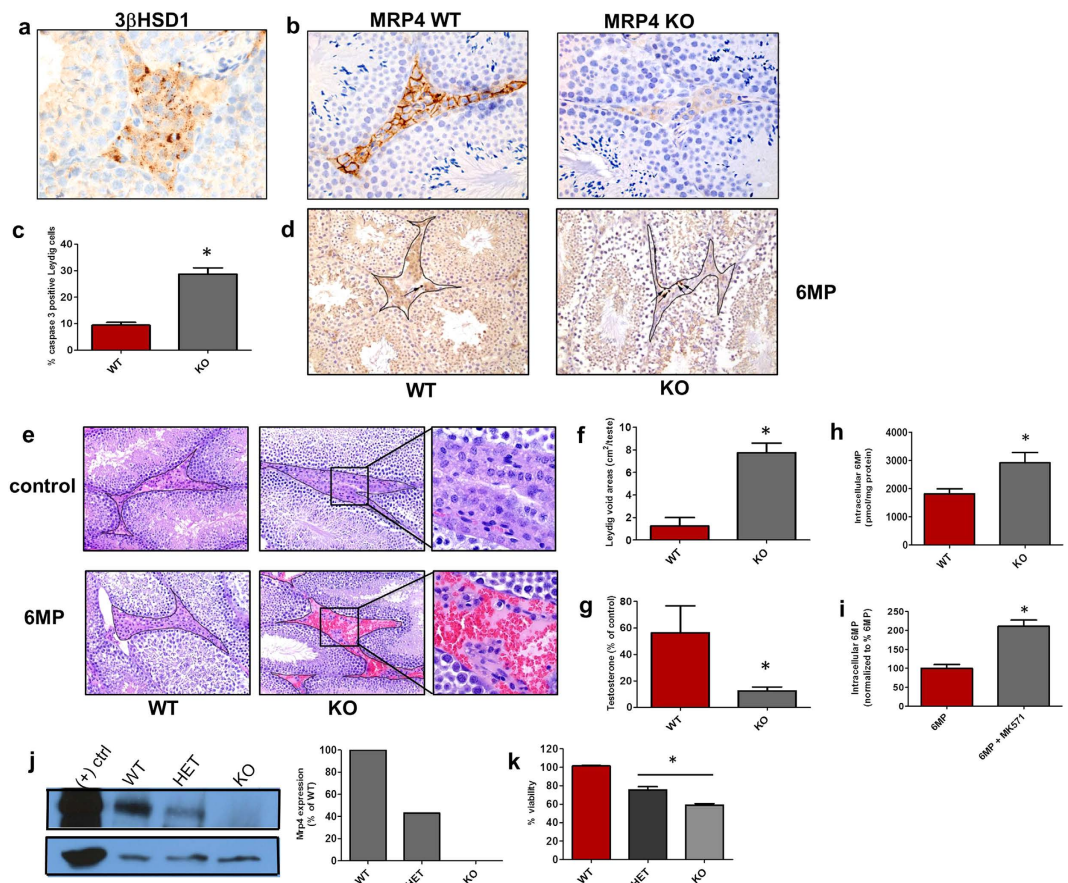 3βHSD1
MRP4 WT
MRP4 KO
a
b
c
% caspase 3 positive Leydig cells
40
30
20
10
0
WT
KO
*
d
6MP
WT
KO
e
control
6MP
WT
KO
f
Leydig void areas (cm²/teste)
8
6
4
2
0
WT
KO
*
g
Testosterone (% of control)
80
60
40
20
0
WT
KO
*
h
Intracellular 6MP
(pmol/mg protein)
4000
3000
2000
1000
0
WT
KO
*
i
Intracellular 6MP
(normalized to % 6MP)
250
200
150
100
50
0
6MP
6MP + MK571
*
j
(+) ctrl
WT
HET
KO
Mrp4 expression
(% of WT)
100
80
60
40
20
0
WT
HET
KO
k
% viability
120
100
80
60
40
20
0
WT
HET
KO
*